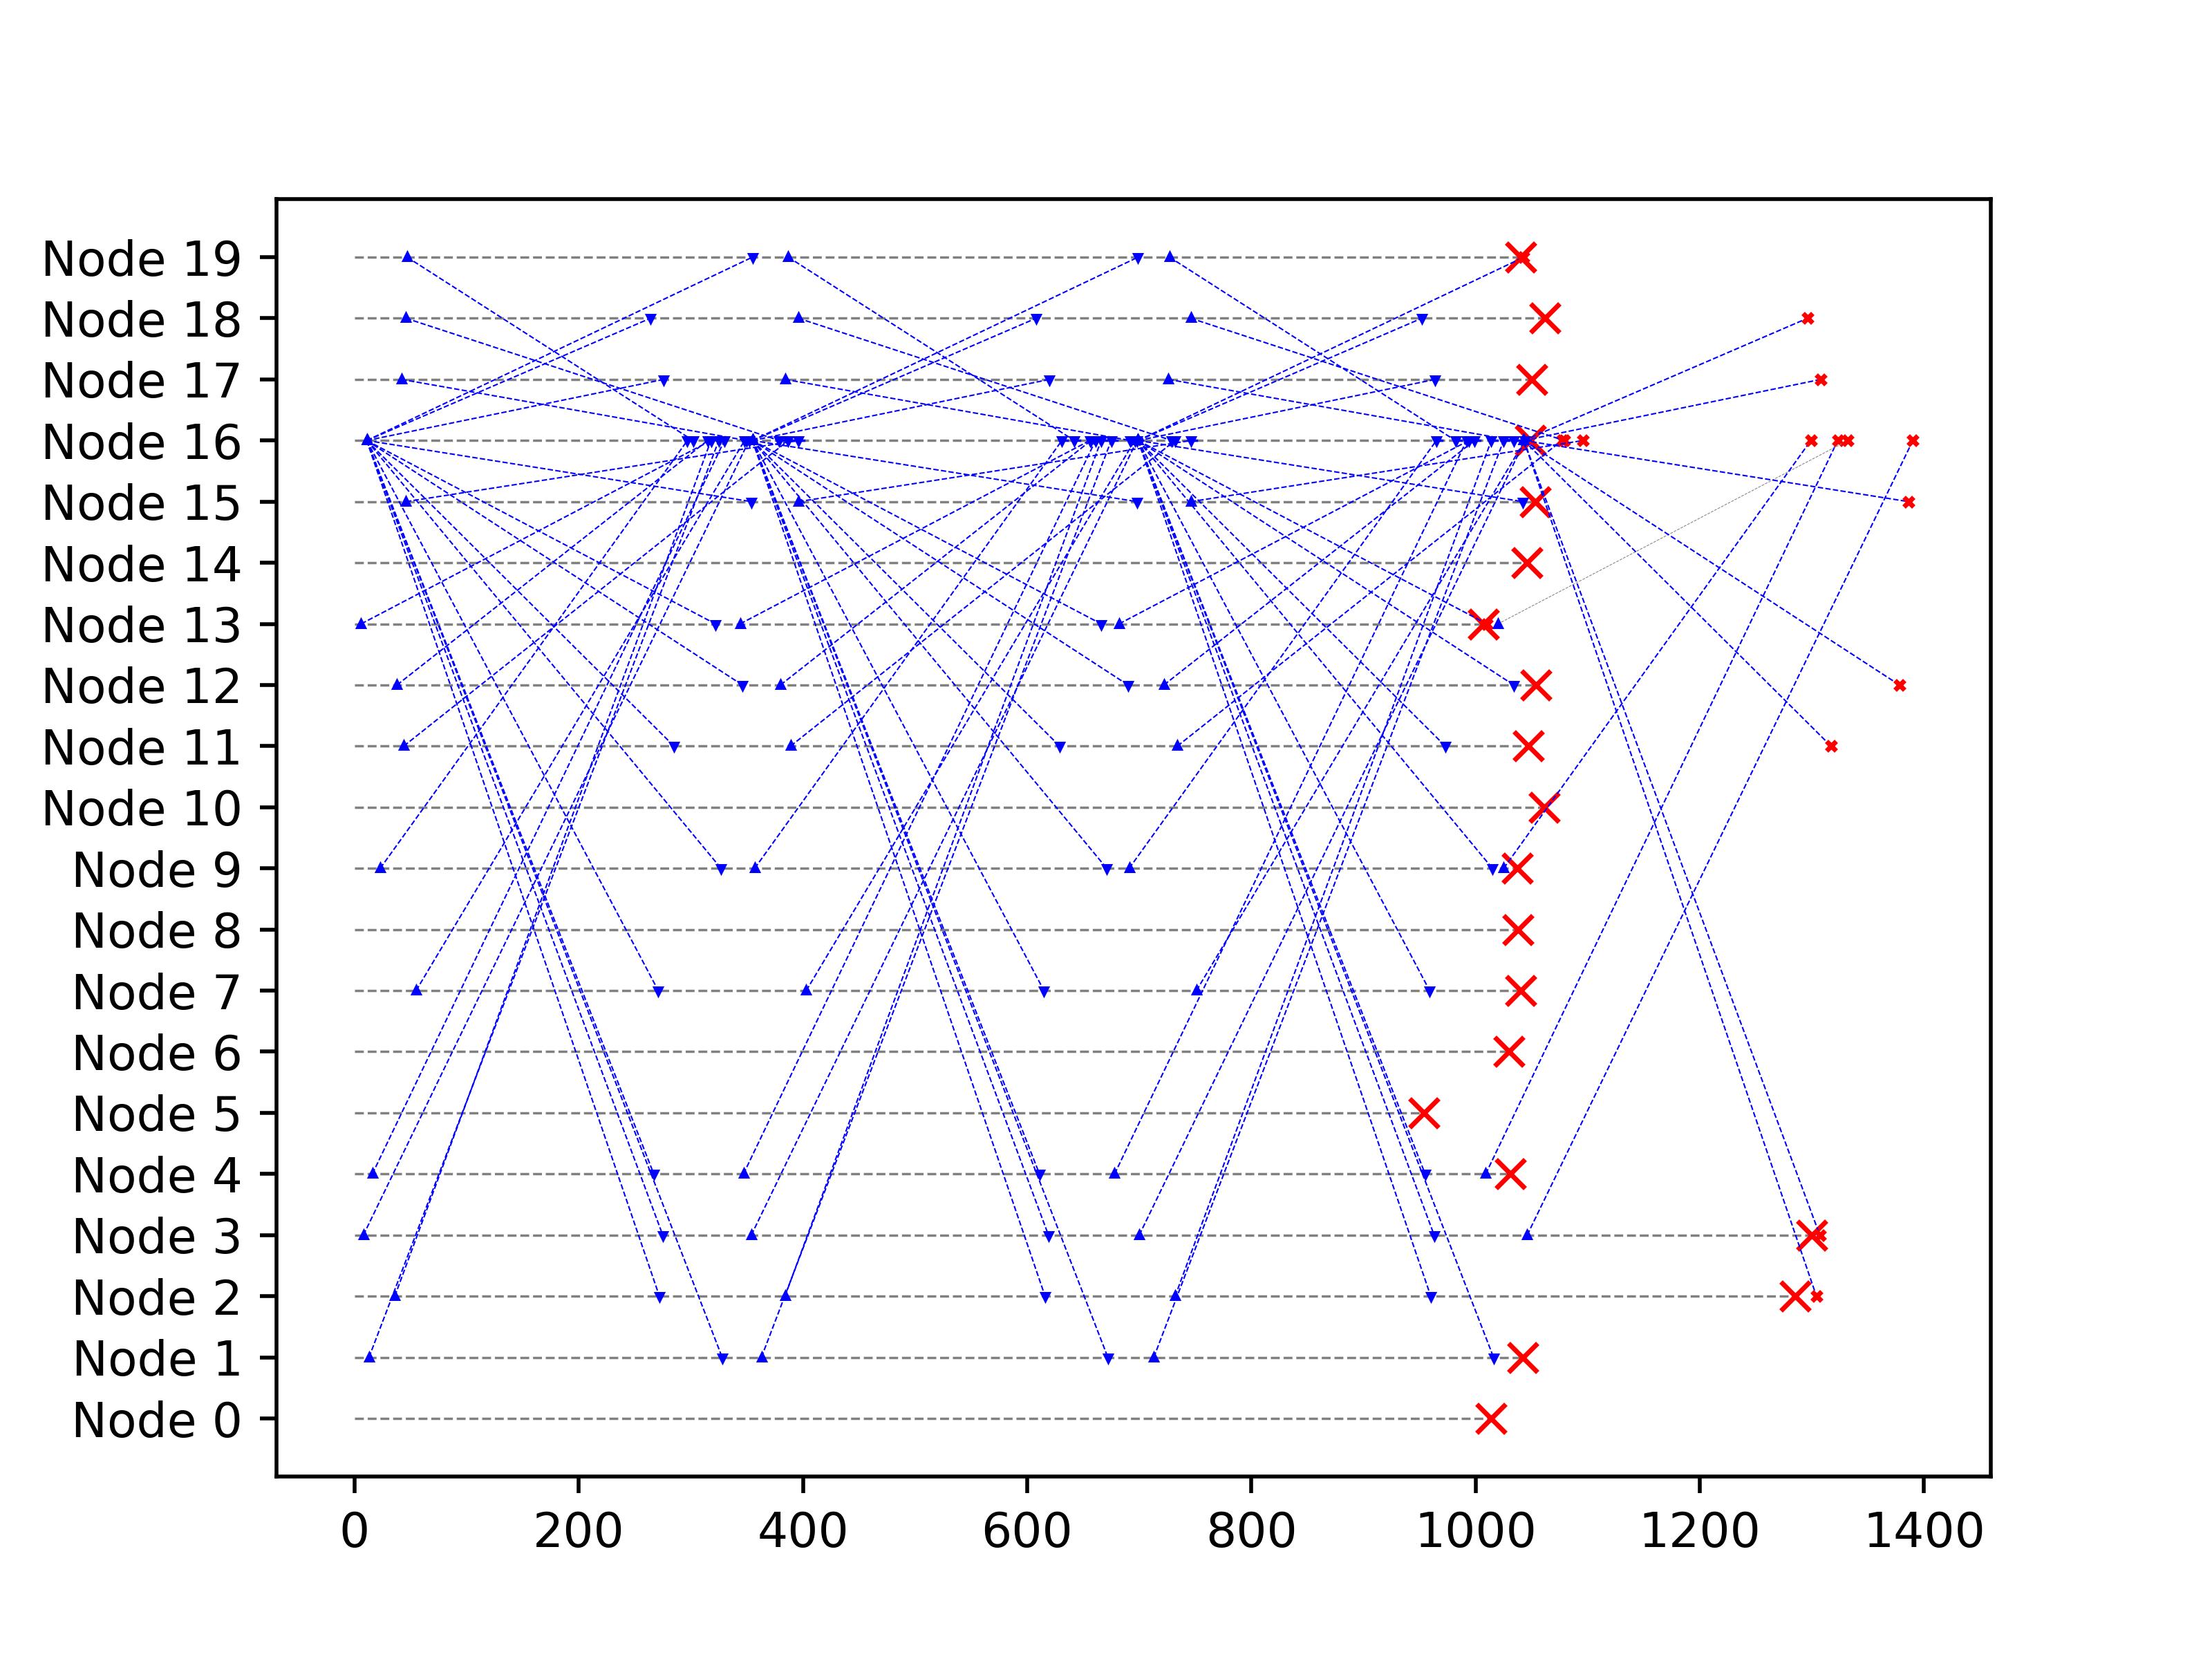 Node 19
Node 18
Node 17
Node 16
Node 15
Node 14
Node 13
Node 12
Node 11
Node 10
Node 9
Node 8
Node 7
Node 6
Node 5
Node 4
Node 3
Node 2
Node 1
Node 0
0 200 400 600 800 1000 1200 1400